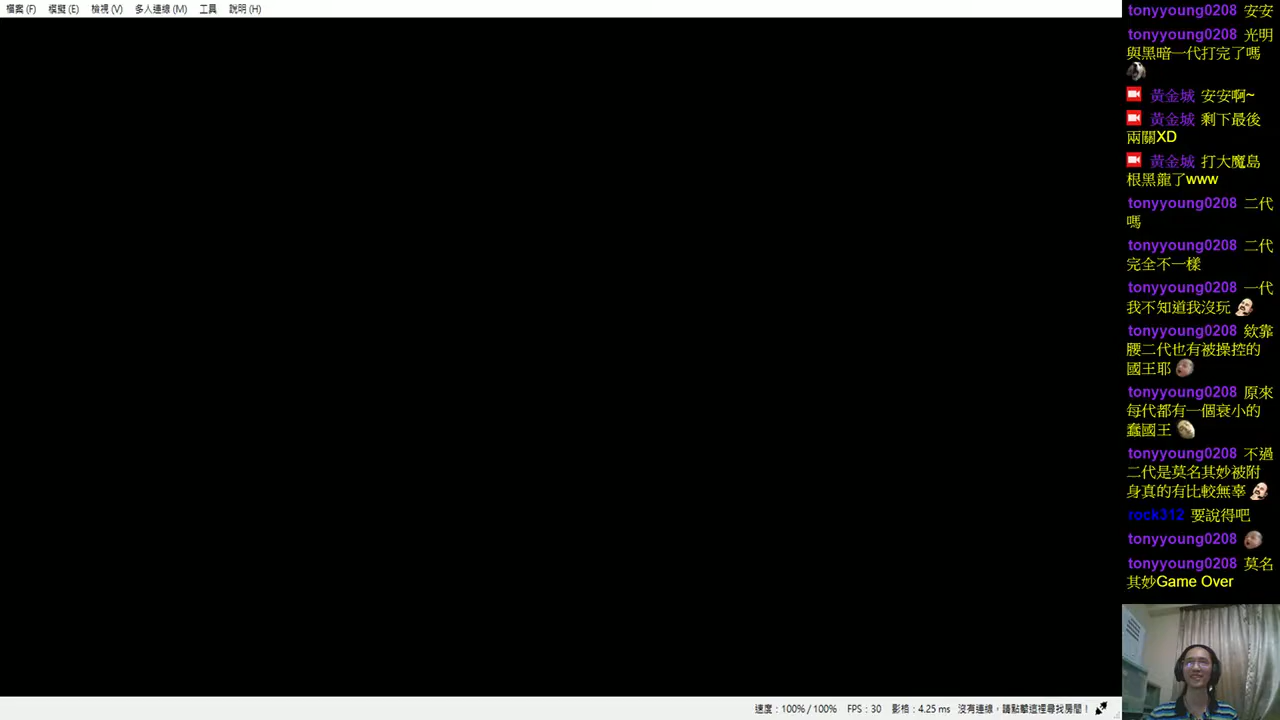 檔案(F) 模擬(E) 檢視(V) 多人連線(M) 工具 說明(H)
tonyyoung0208 安安
tonyyoung0208 光明
與黑暗一代打完了嗎
黃金城 安安啊~
黃金城 剩下最後
兩關XD
黃金城 打大魔島
根黑龍了www
tonyyoung0208 二代
嗎
tonyyoung0208 二代
完全不一樣
tonyyoung0208 一代
我不知道我沒玩
tonyyoung0208 欸靠
腰二代也有被操控的
國王耶
tonyyoung0208 原來
每代都有一個衰小的
蠢國王
tonyyoung0208 不過
二代是莫名其妙被附
身真的有比較無辜
rock312 要說得吧
tonyyoung0208
tonyyoung0208 莫名
其妙Game Over
速度：100% / 100% FPS：30 影格：4.25 ms 沒有連線，請點擊這裡尋找房間！